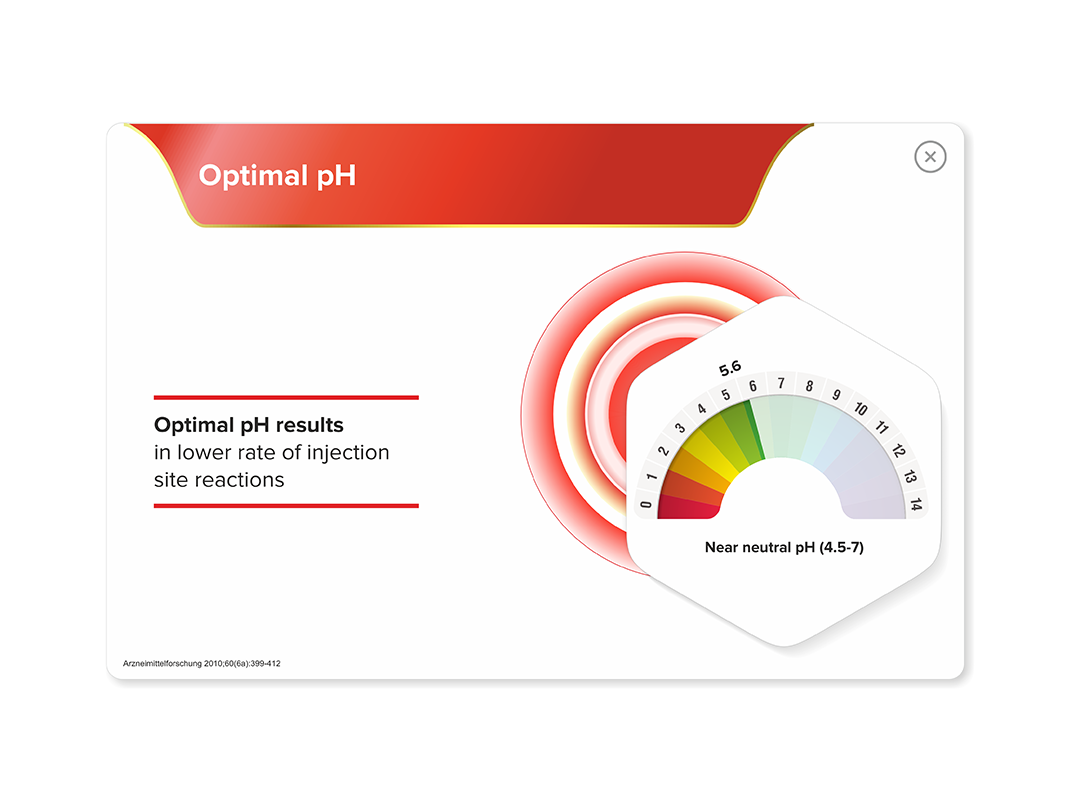 Optimal pH
Optimal pH results
in lower rate of injection
site reactions
5.6
0 1 2 3 4 5 6 7 8 9 10 11 12 13 14
Near neutral pH (4.5-7)
Arzneimittelforschung 2010;60(6a):399-412